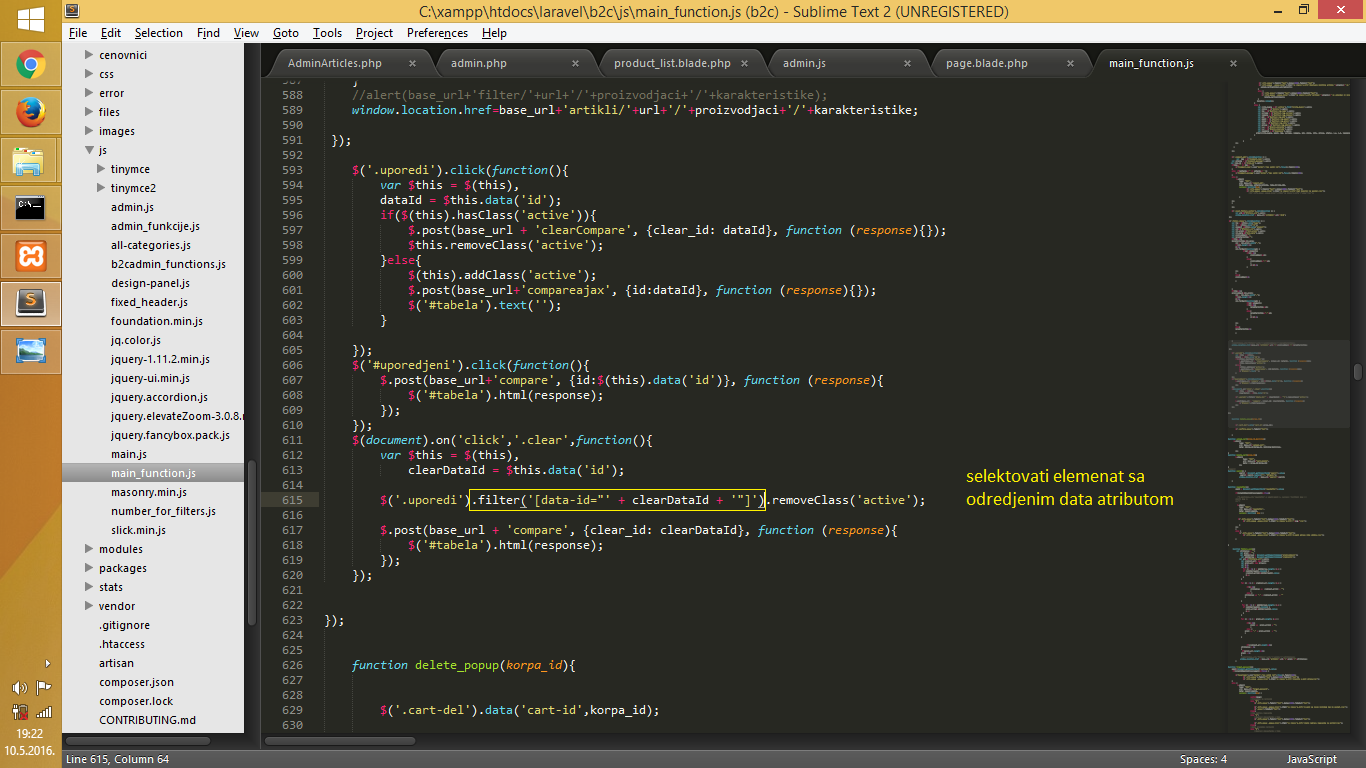 C:\xampp\htdocs\laravel\b2c\js\main_function.js (b2c) - Sublime Text 2 (UNREGISTERED)
File Edit Selection Find View Goto Tools Project Preferences Help
cenovnici
css
error
files
images
js
tinymce
tinymce2
admin.js
admin_funkcije.js
all-categories.js
b2cadmin_functions.js
design-panel.js
fixed_header.js
foundation.min.js
jq.color.js
jquery-1.11.2.min.js
jquery-ui.min.js
jquery.accordion.js
jquery.elevateZoom-3.0.8.
jquery.fancybox.pack.js
main.js
main_function.js
masonry.min.js
number_for_filters.js
slick.min.js
modules
packages
stats
vendor
.gitignore
.htaccess
artisan
composer.json
composer.lock
CONTRIBUTING.md
AdminArticles.php × admin.php × product_list.blade.php × admin.js × page.blade.php × main_function.js ×
587 }
588 //alert(base_url+'filter/'+url+'/'+proizvodjaci+'/'+karakteristike);
589 window.location.href=base_url+'artikli/'+url+'/'+proizvodjaci+'/'+karakteristike;
590
591 });
592
593 $('.uporedi').click(function(){
594 var $this = $(this),
595 dataId = $this.data('id');
596 if($(this).hasClass('active')){
597 $.post(base_url + 'clearCompare', {clear_id: dataId}, function (response){});
598 $this.removeClass('active');
599 }else{
600 $(this).addClass('active');
601 $.post(base_url+'compareajax', {id:dataId}, function (response){});
602 $('#tabela').text('');
603 }
604
605 });
606 $('#uporedjeni').click(function(){
607 $.post(base_url+'compare', {id:$(this).data('id')}, function (response){
608 $('#tabela').html(response);
609 });
610 });
611 $(document).on('click','.clear',function(){
612 var $this = $(this),
613 clearDataId = $this.data('id');
614
615 $('.uporedi').filter('[data-id="' + clearDataId + '"]').removeClass('active');
616
617 $.post(base_url + 'compare', {clear_id: clearDataId}, function (response){
618 $('#tabela').html(response);
619 });
620 });
621
622
623 });
624
625
626 function delete_popup(korpa_id){
627
628
629 $('.cart-del').data('cart-id',korpa_id);
630
selektovati elemenat sa
odredjenim data atributom
19:22
10.5.2016.
Line 615, Column 64 Spaces: 4 JavaScript